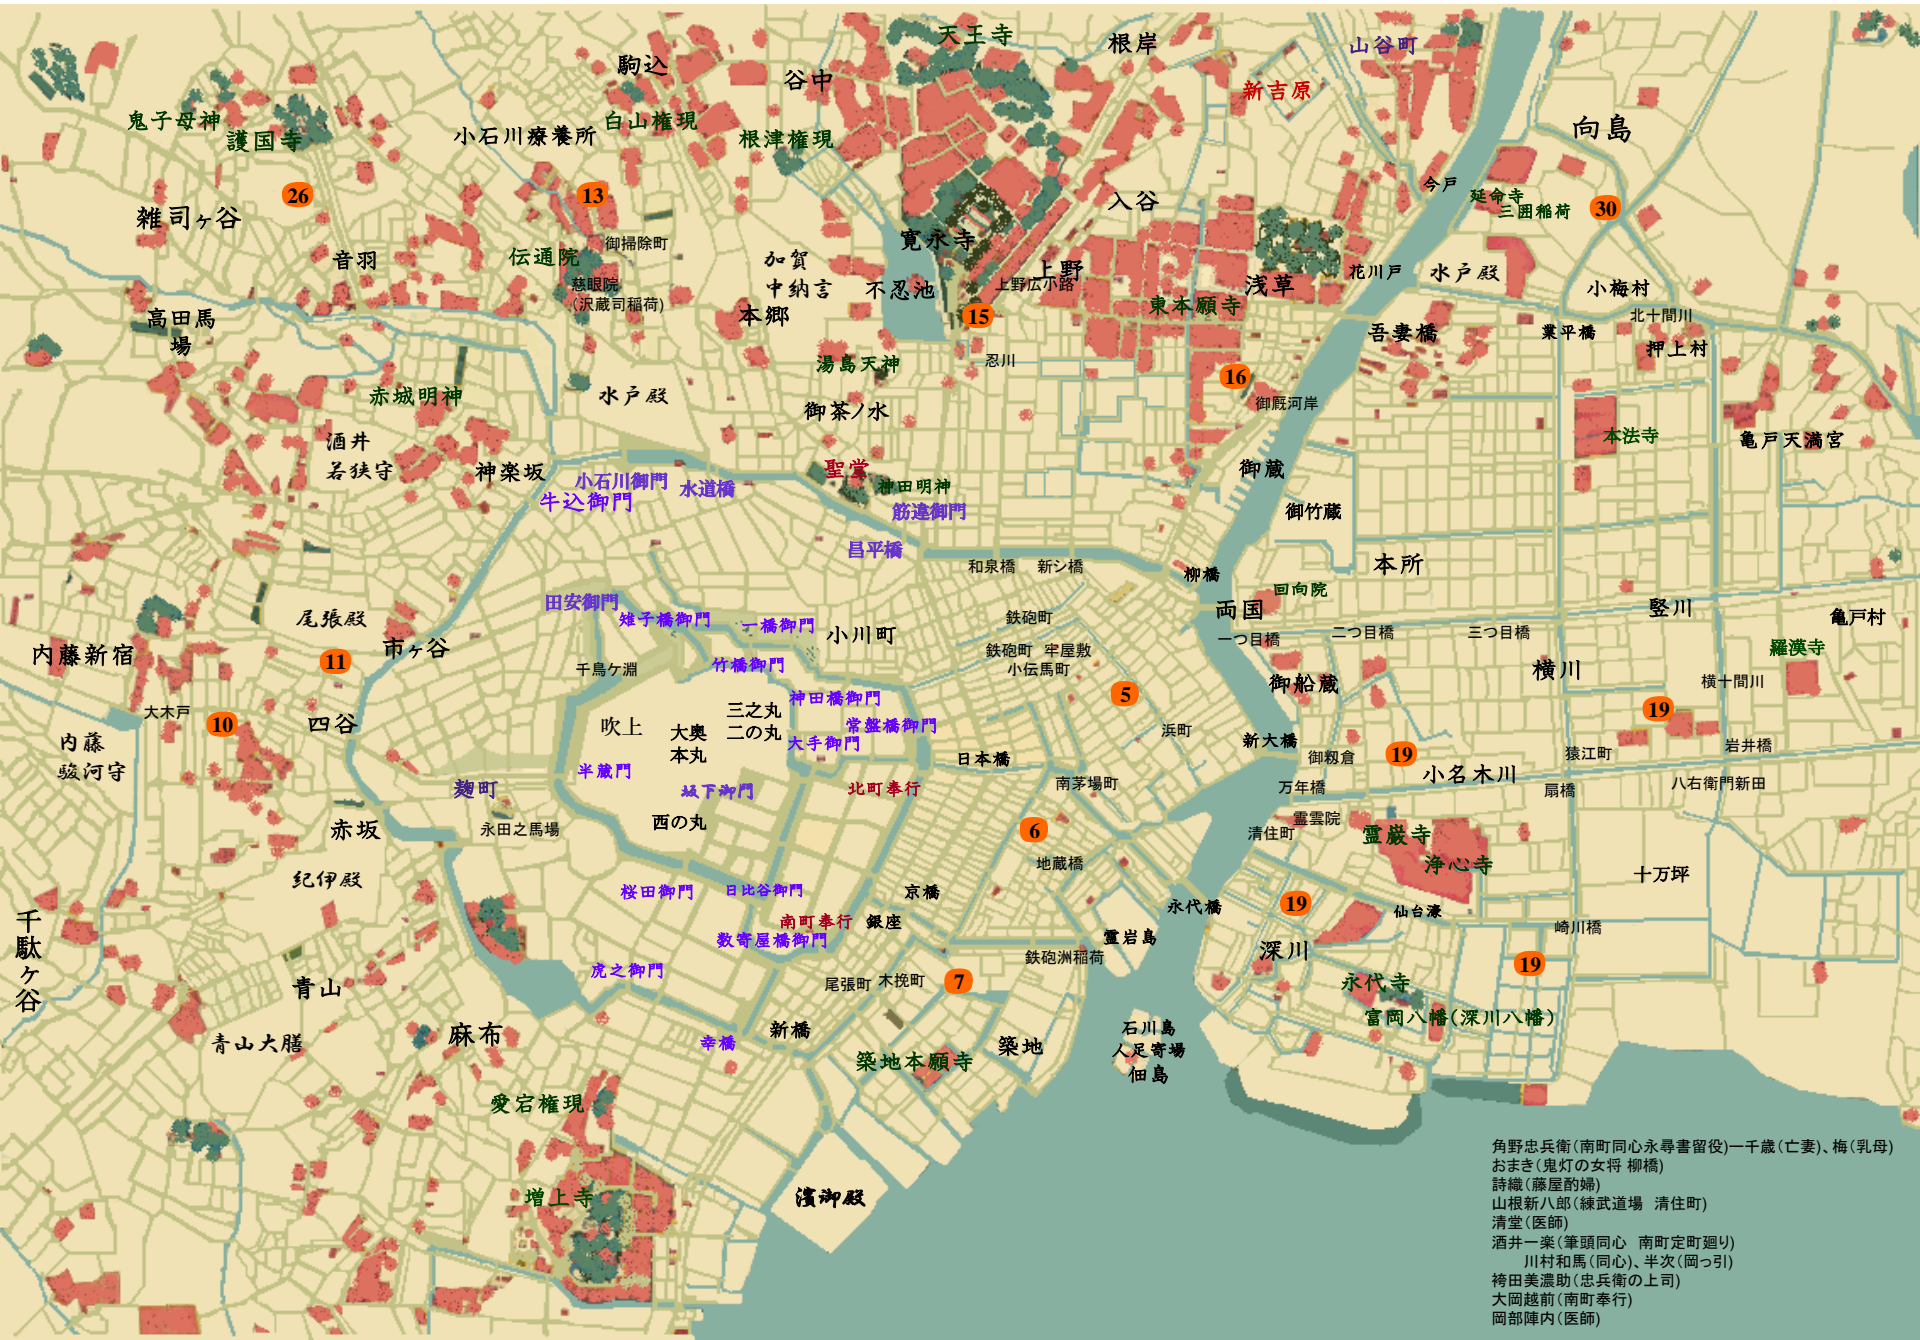 天王寺
根岸
山谷町
駒込
谷中
新吉原
鬼子母神
護国寺
小石川療養所
白山権現
根津権現
向島
26
13
入谷
今戸
延命寺
三囲稲荷
30
雑司ヶ谷
音羽
伝通院
御掃除町
慈眼院
(沢蔵司稲荷)
加賀
中納言
本郷
寛永寺
不忍池
上野
上野広小路
15
浅草
東本願寺
花川戸
水戸殿
小梅村
北十間川
高田馬
場
吾妻橋
業平橋
押上村
湯島天神
忍川
16
御厩河岸
赤城明神
水戸殿
御茶ノ水
本法寺
亀戸天満宮
酒井
若狭守
神楽坂
小石川御門
牛込御門
水道橋
聖堂
神田明神
筋違御門
昌平橋
御蔵
御竹蔵
和泉橋
新シ橋
柳橋
本所
回向院
両国
竪川
亀戸村
田安御門
雉子橋御門
一橋御門
小川町
鉄砲町
一つ目橋
二つ目橋
三つ目橋
羅漢寺
尾張殿
市ヶ谷
内藤新宿
11
千鳥ケ淵
竹橋御門
鉄砲町
牢屋敷
小伝馬町
5
御船蔵
横川
横十間川
19
大木戸
10
四谷
内藤
駿河守
吹上
大奥
本丸
三之丸
二の丸
神田橋御門
常盤橋御門
大手御門
日本橋
浜町
新大橋
御籾倉
19
小名木川
猿江町
岩井橋
麹町
半蔵門
坂下御門
北町奉行
南茅場町
万年橋
扇橋
八右衛門新田
赤坂
永田之馬場
西の丸
6
地蔵橋
霊雲院
清住町
霊巌寺
浄心寺
十万坪
紀伊殿
桜田御門
日比谷御門
京橋
永代橋
19
仙台濠
崎川橋
千駄ヶ谷
南町奉行
銀座
数寄屋橋御門
霊岩島
鉄砲洲稲荷
深川
19
青山
虎之御門
尾張町
木挽町
7
永代寺
富岡八幡(深川八幡)
青山大膳
麻布
幸橋
新橋
築地本願寺
築地
石川島
人足寄場
佃島
愛宕権現
増上寺
濱御殿
角野忠兵衛(南町同心永尋書留役)ー千歳(亡妻)、梅(乳母)
おまき(鬼灯の女将 柳橋)
詩織(藤屋酌婦)
山根新八郎(練武道場　清住町)
清堂(医師)
酒井一楽(筆頭同心　南町定町廻り)
川村和馬(同心)、半次(岡っ引)
袴田美濃助(忠兵衛の上司)
大岡越前(南町奉行)
岡部陣内(医師)